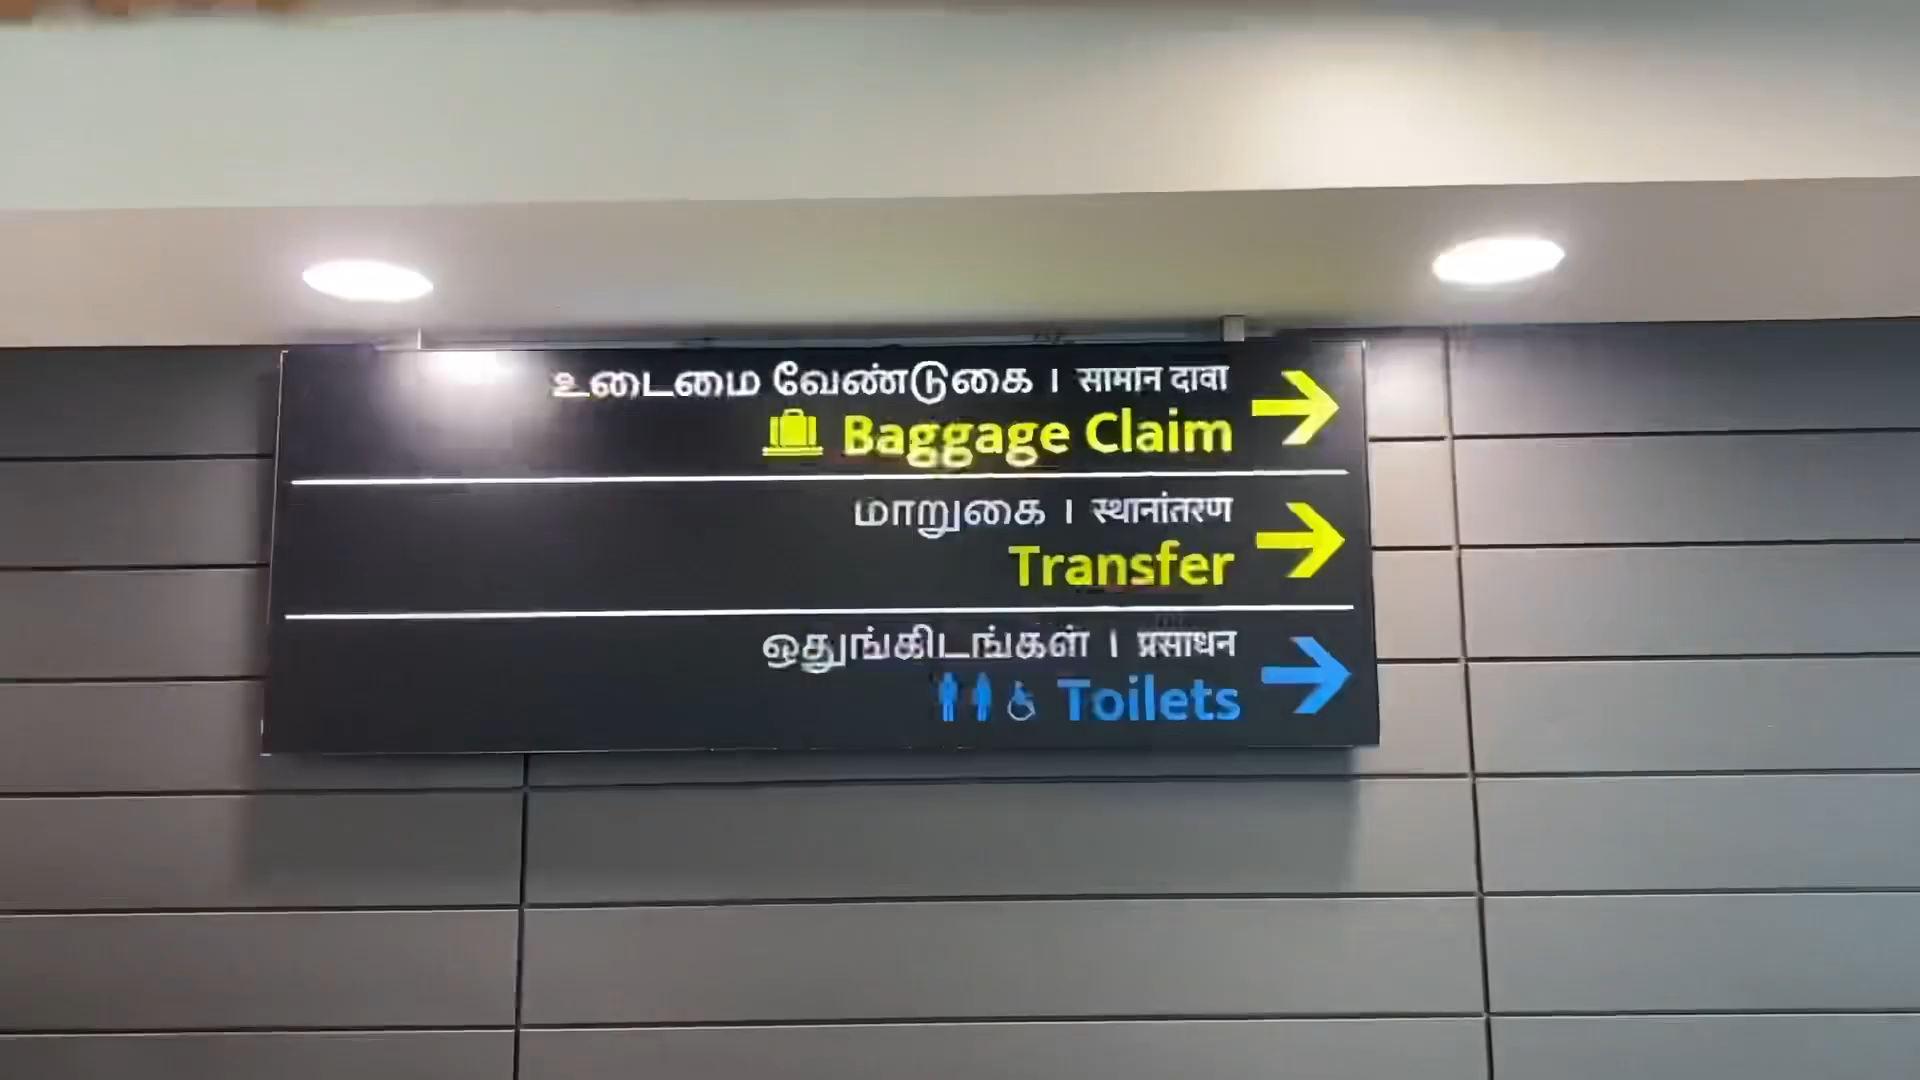 உடைமை வேண்டுகை | सामान दावा
Baggage Claim
மாறுகை | स्थानांतरण
Transfer
ஒதுங்கிடங்கள் | प्रसाधन
Toilets